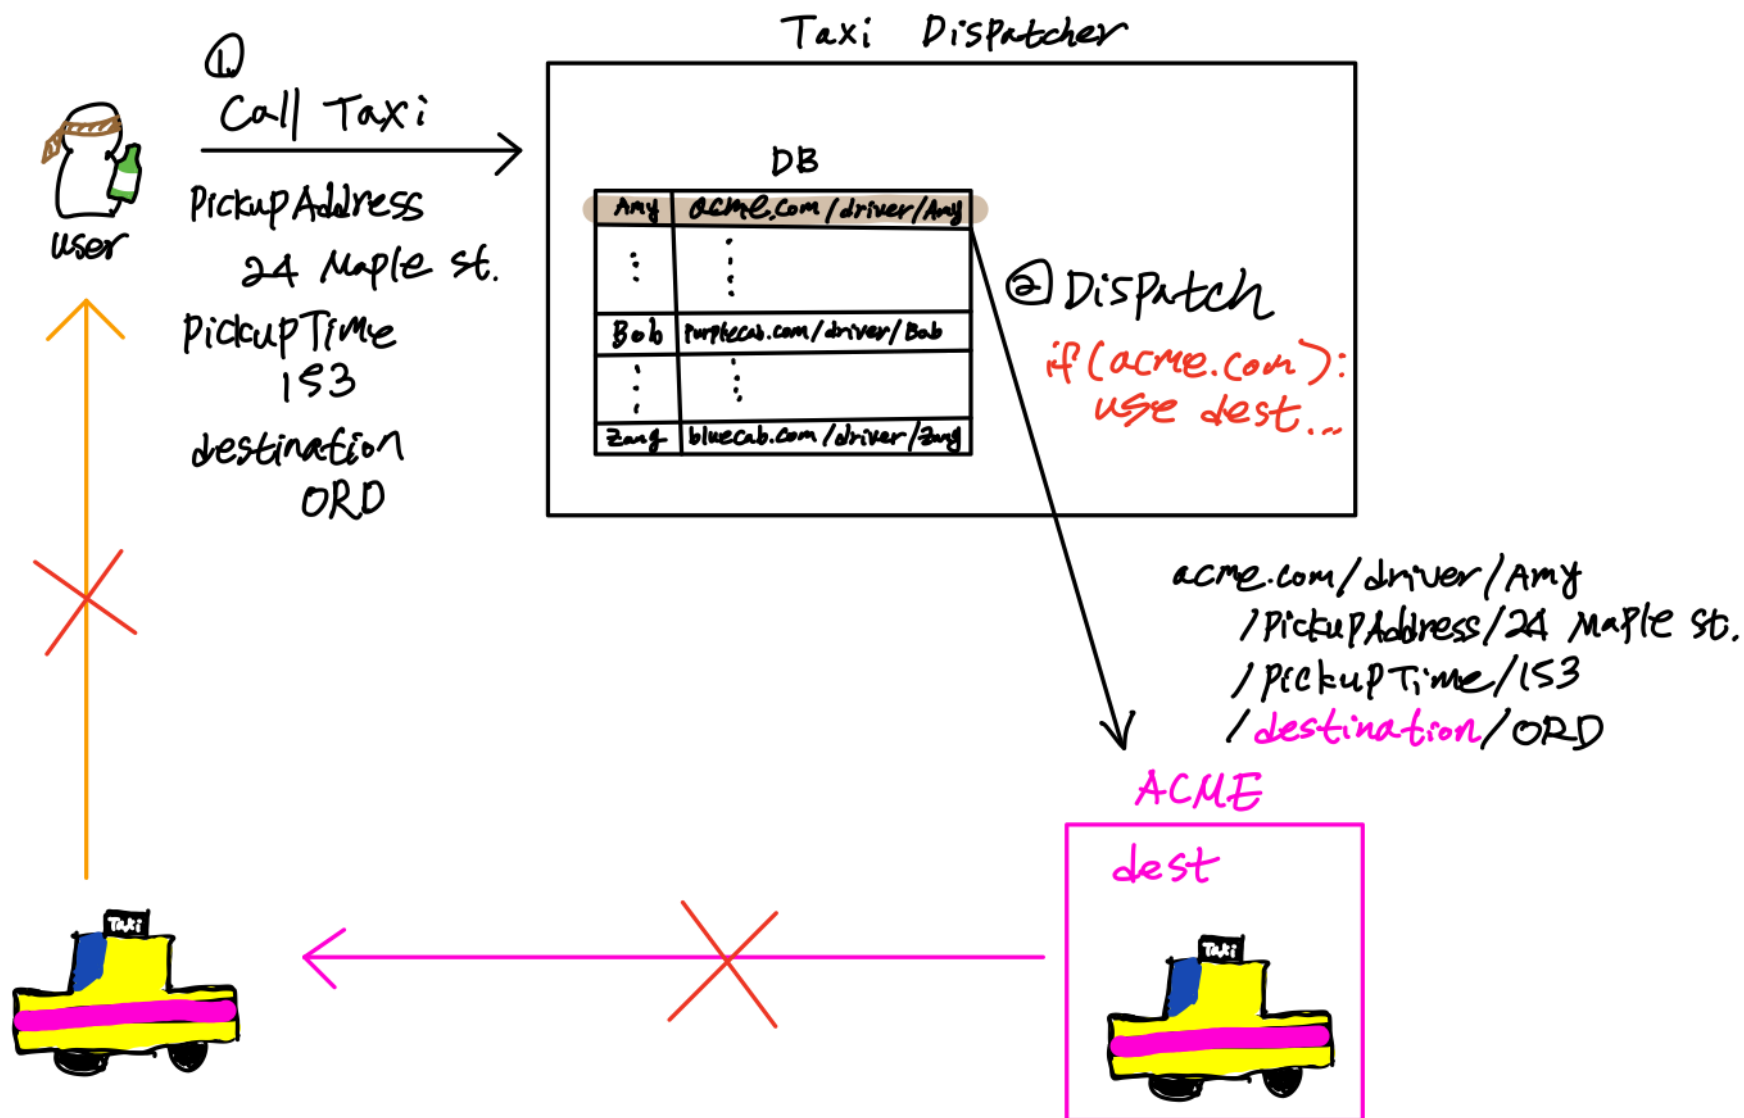 Taxi Dispatcher
①
Call Taxi
user
PickupAddress
24 Maple st.
PickupTime
153
destination
ORD
DB
Amy acme.com/driver/Amy
Bob Purplecab.com/driver/Bob
Zang bluecab.com/driver/Zang
② Dispatch
if(acme.com):
use dest...
acme.com/driver/Amy
/PickupAddress/24 Maple st.
/PickupTime/153
/destination/ORD
ACME
dest
Taxi
Taxi